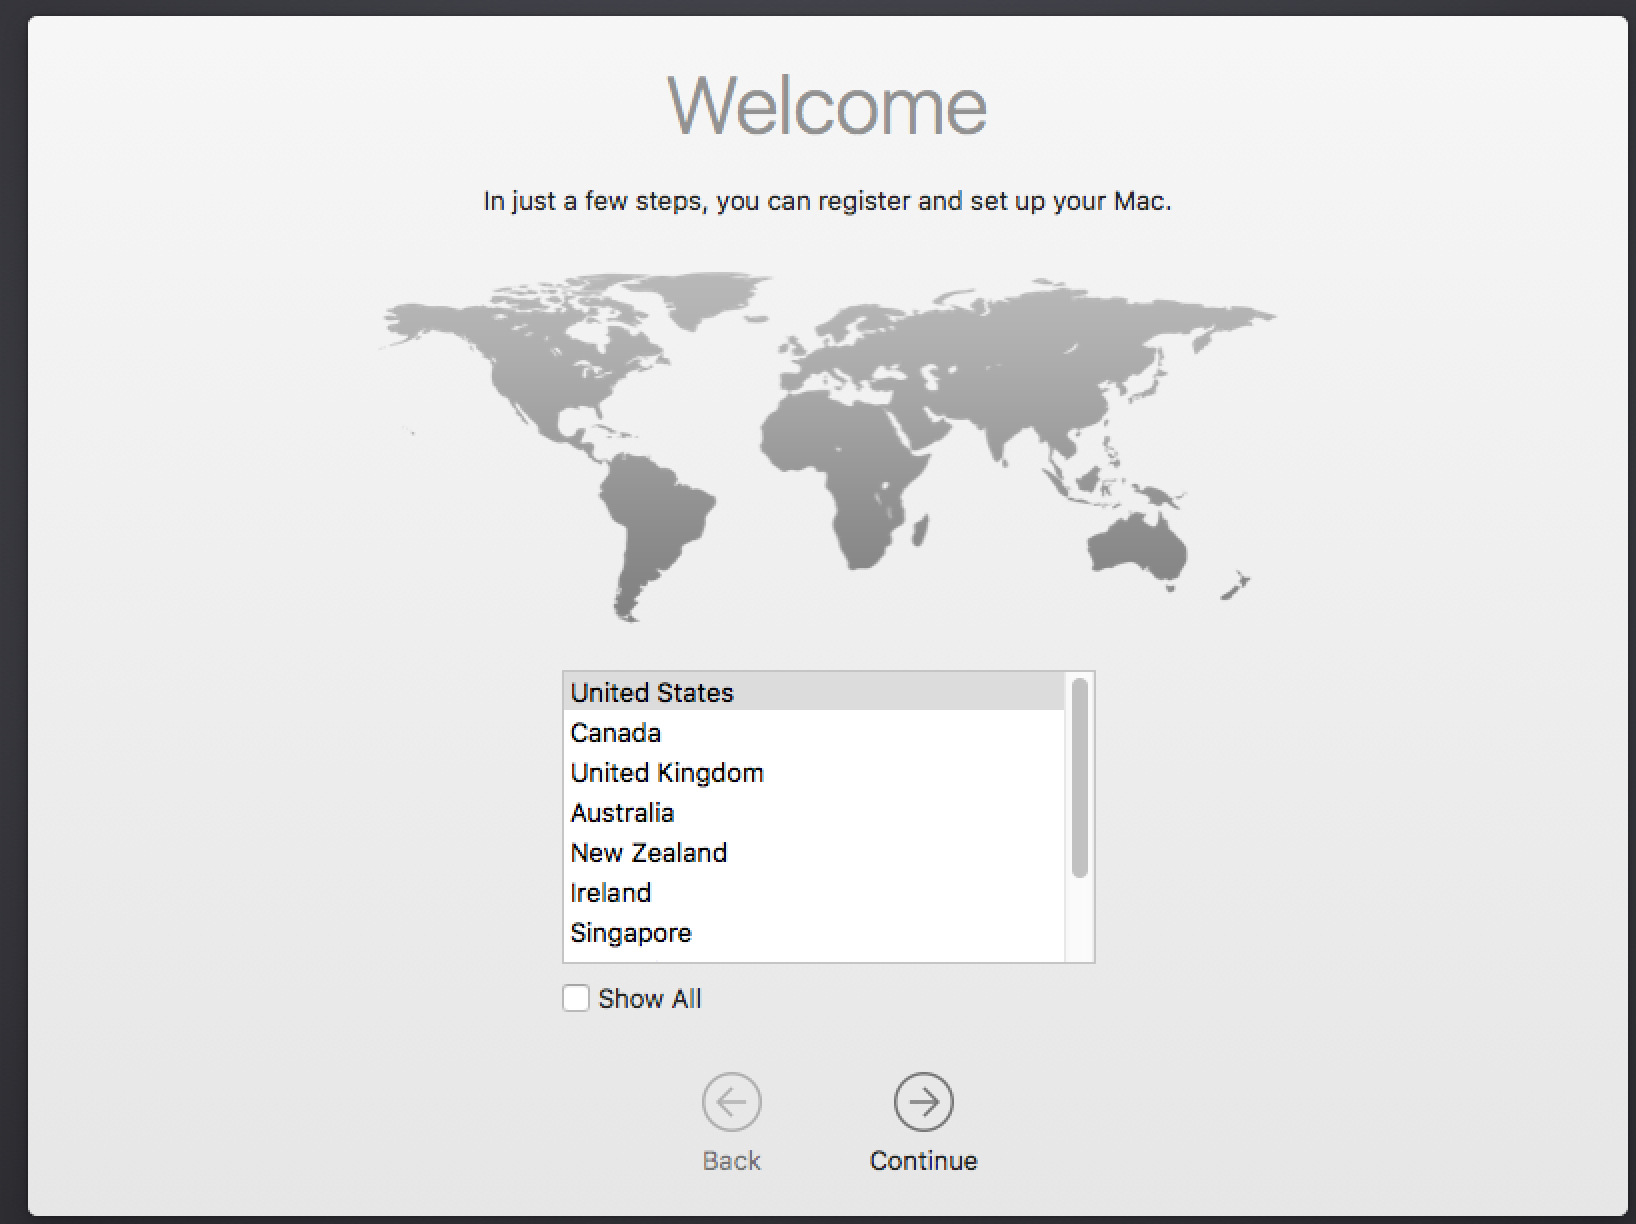 Welcome
In just a few steps, you can register and set up your Mac.
United States
Canada
United Kingdom
Australia
New Zealand
Ireland
Singapore
Show All
Back
Continue